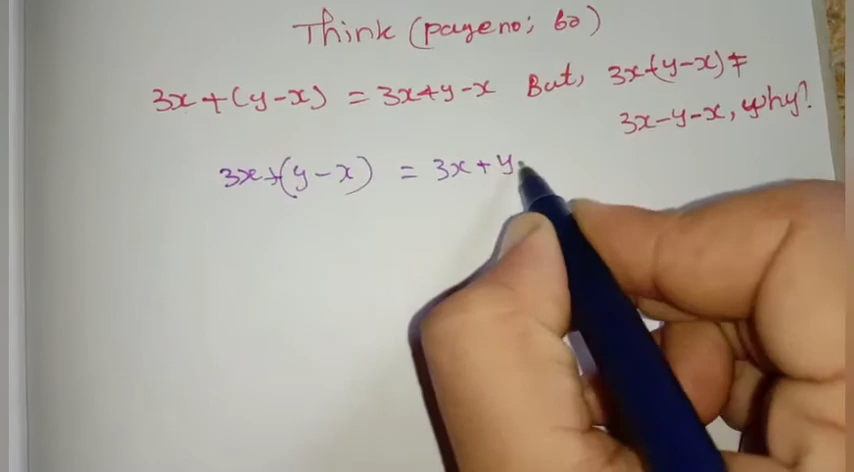 Think (page no; 60)
3x + (y - x) = 3x + y - x But, 3x - (y - x) ≠
3x - y - x, why?
3x + (y - x) = 3x + y